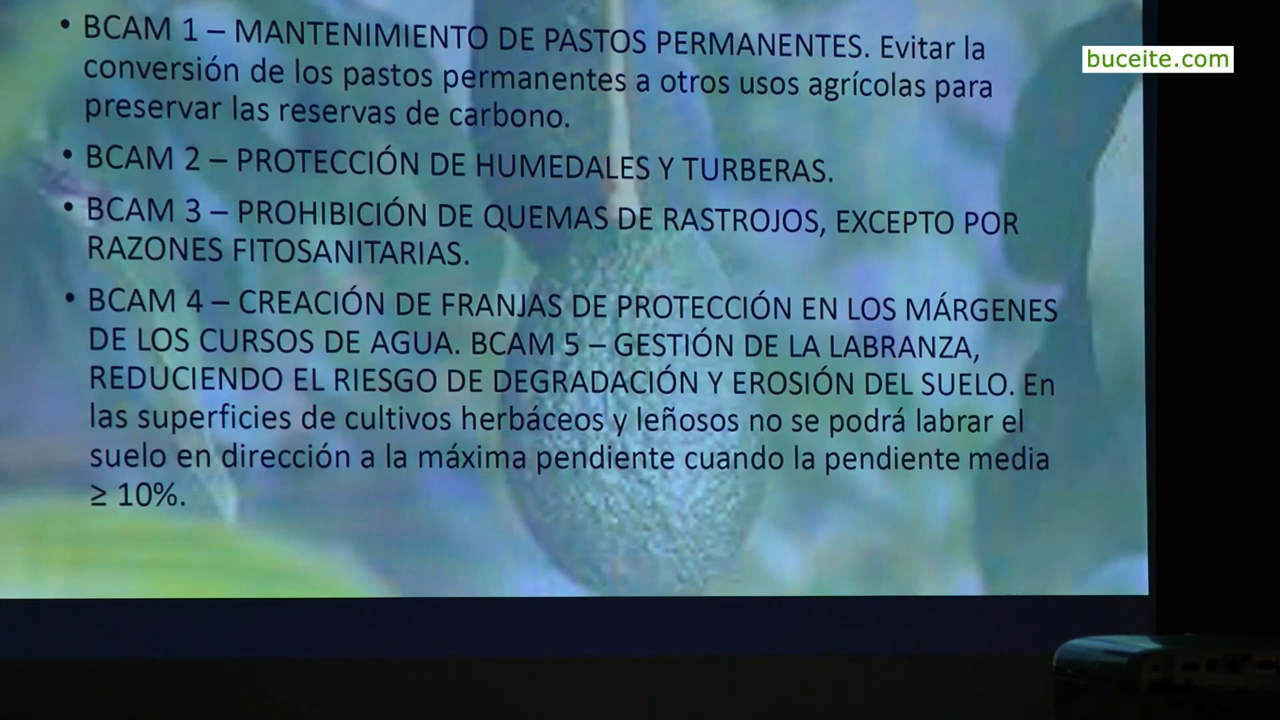 • BCAM 1 – MANTENIMIENTO DE PASTOS PERMANENTES. Evitar la
conversión de los pastos permanentes a otros usos agrícolas para
preservar las reservas de carbono.
• BCAM 2 – PROTECCIÓN DE HUMEDALES Y TURBERAS.
• BCAM 3 – PROHIBICIÓN DE QUEMAS DE RASTROJOS, EXCEPTO POR
RAZONES FITOSANITARIAS.
• BCAM 4 – CREACIÓN DE FRANJAS DE PROTECCIÓN EN LOS MÁRGENES
DE LOS CURSOS DE AGUA. BCAM 5 – GESTIÓN DE LA LABRANZA,
REDUCIENDO EL RIESGO DE DEGRADACIÓN Y EROSIÓN DEL SUELO. En
las superficies de cultivos herbáceos y leñosos no se podrá labrar el
suelo en dirección a la máxima pendiente cuando la pendiente media
≥ 10%.
buceite.com